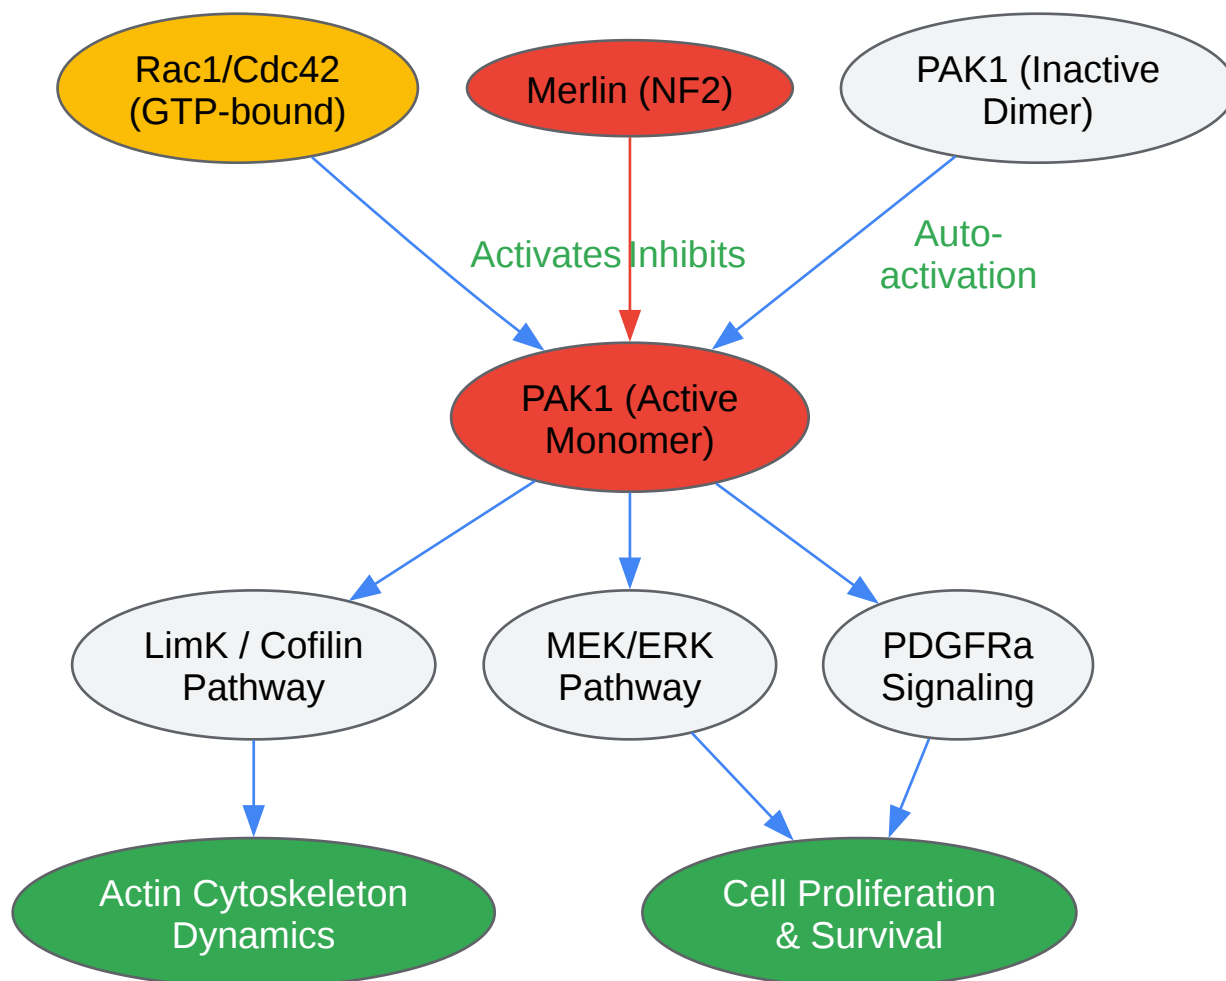 Rac1/Cdc42
(GTP-bound)
Merlin (NF2)
PAK1 (Inactive
Dimer)
Activates
Inhibits
Auto-
activation
PAK1 (Active
Monomer)
LimK / Cofilin
Pathway
MEK/ERK
Pathway
PDGFRa
Signaling
Actin Cytoskeleton
Dynamics
Cell Proliferation
& Survival